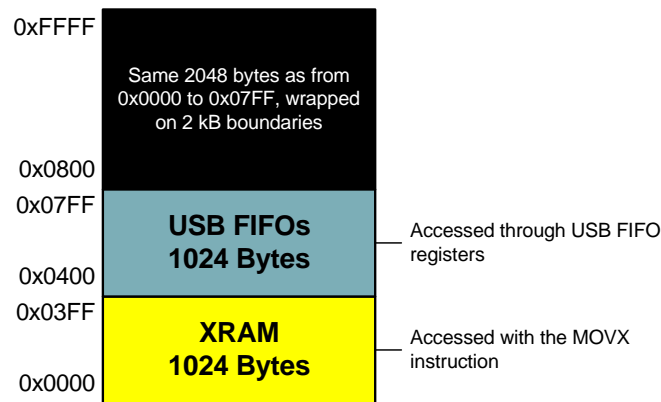 0xFFFF
Same 2048 bytes as from
0x0000 to 0x07FF, wrapped
on 2 kB boundaries
0x0800
0x07FF
USB FIFOs
1024 Bytes
Accessed through USB FIFO
registers
0x0400
0x03FF
XRAM
1024 Bytes
Accessed with the MOVX
instruction
0x0000